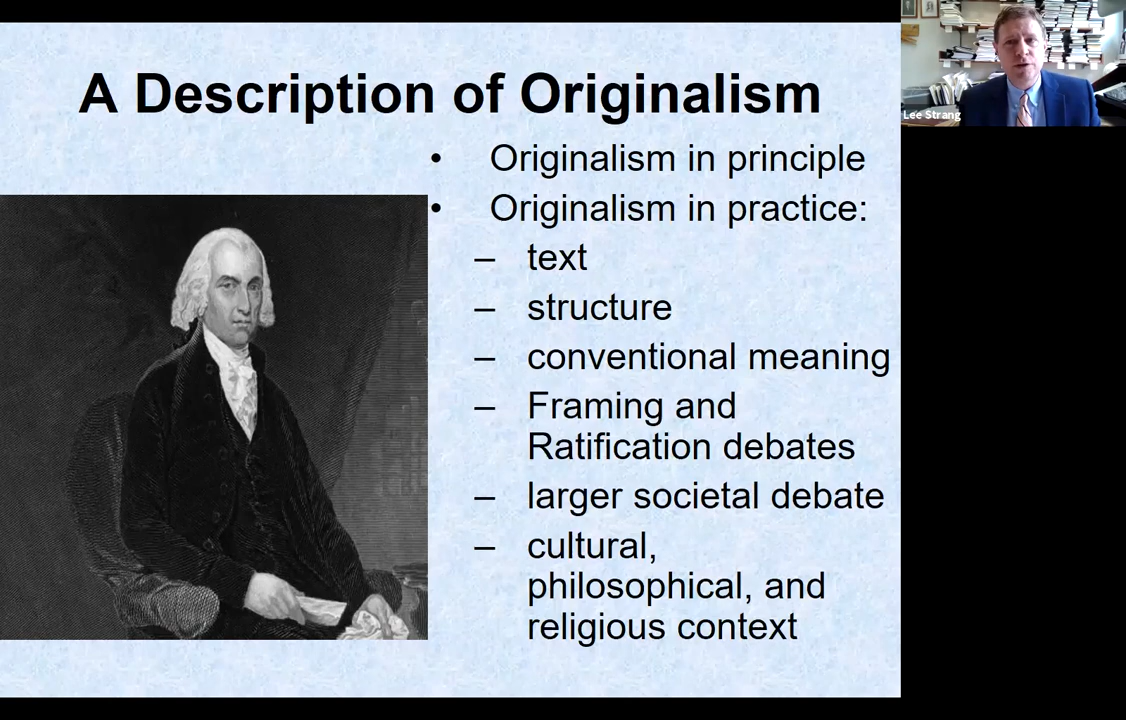 A Description of Originalism
• Originalism in principle
• Originalism in practice:
– text
– structure
– conventional meaning
– Framing and
Ratification debates
– larger societal debate
– cultural,
philosophical, and
religious context
Lee Strang